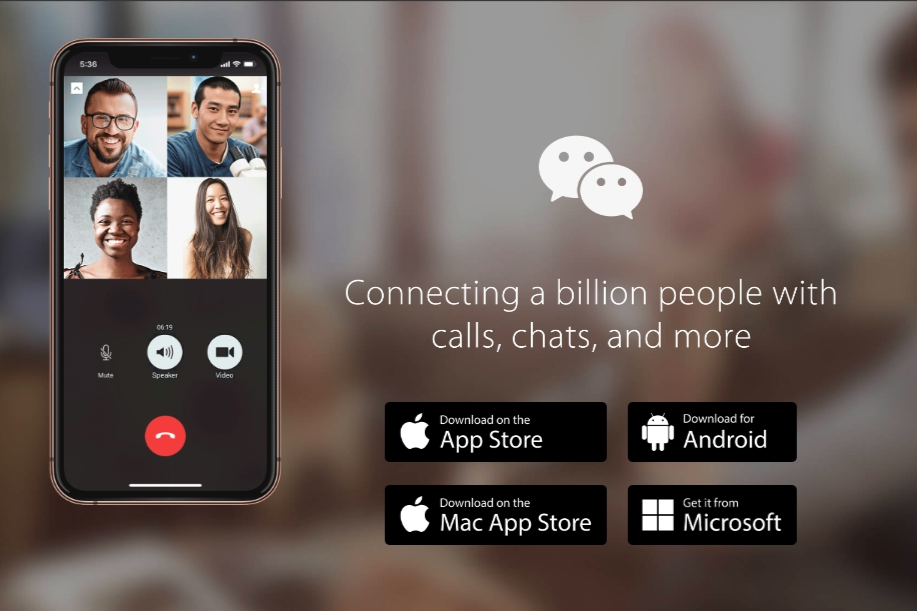 5:36
06:19
Mute
Speaker
Video
Connecting a billion people with
calls, chats, and more
Download on the
App Store
Download for
Android
Download on the
Mac App Store
Get it from
Microsoft